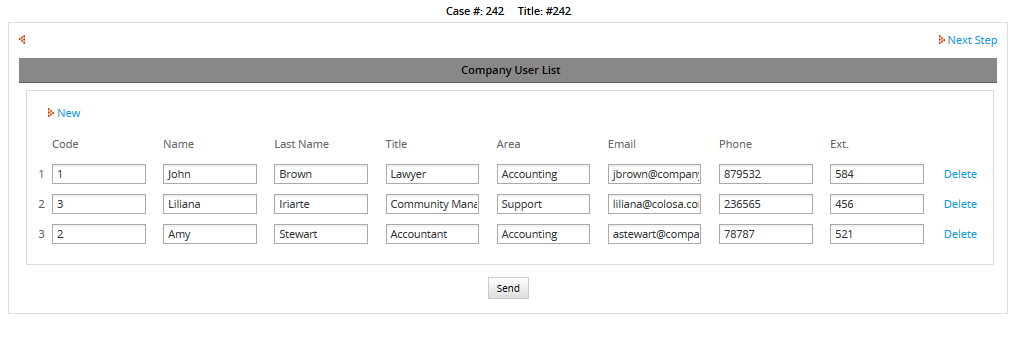 Case #: 242 Title: #242
Next Step
Company User List
New
Code Name Last Name Title Area Email Phone Ext.
1 1 John Brown Lawyer Accounting jbrown@company 879532 584 Delete
2 3 Liliana Iriarte Community Mana Support liliana@colosa.co 236565 456 Delete
3 2 Amy Stewart Accountant Accounting astewart@compa 78787 521 Delete
Send